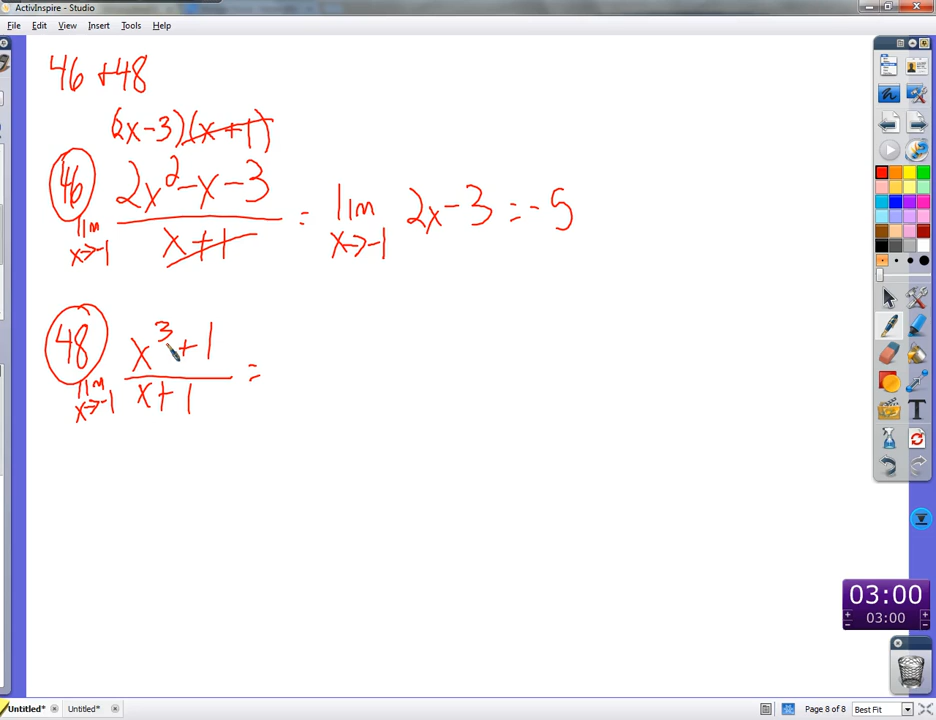 ActivInspire - Studio
File Edit View Insert Tools Help
46 + 48
(2x-3)(x+1)
46 lim x→-1 2x²-x-3 / x+1 = lim x→-1 2x-3 = -5
48 lim x→-1 x³+1 / x+1 =
03:00
03:00
Untitled* Untitled* Page 8 of 8 Best Fit